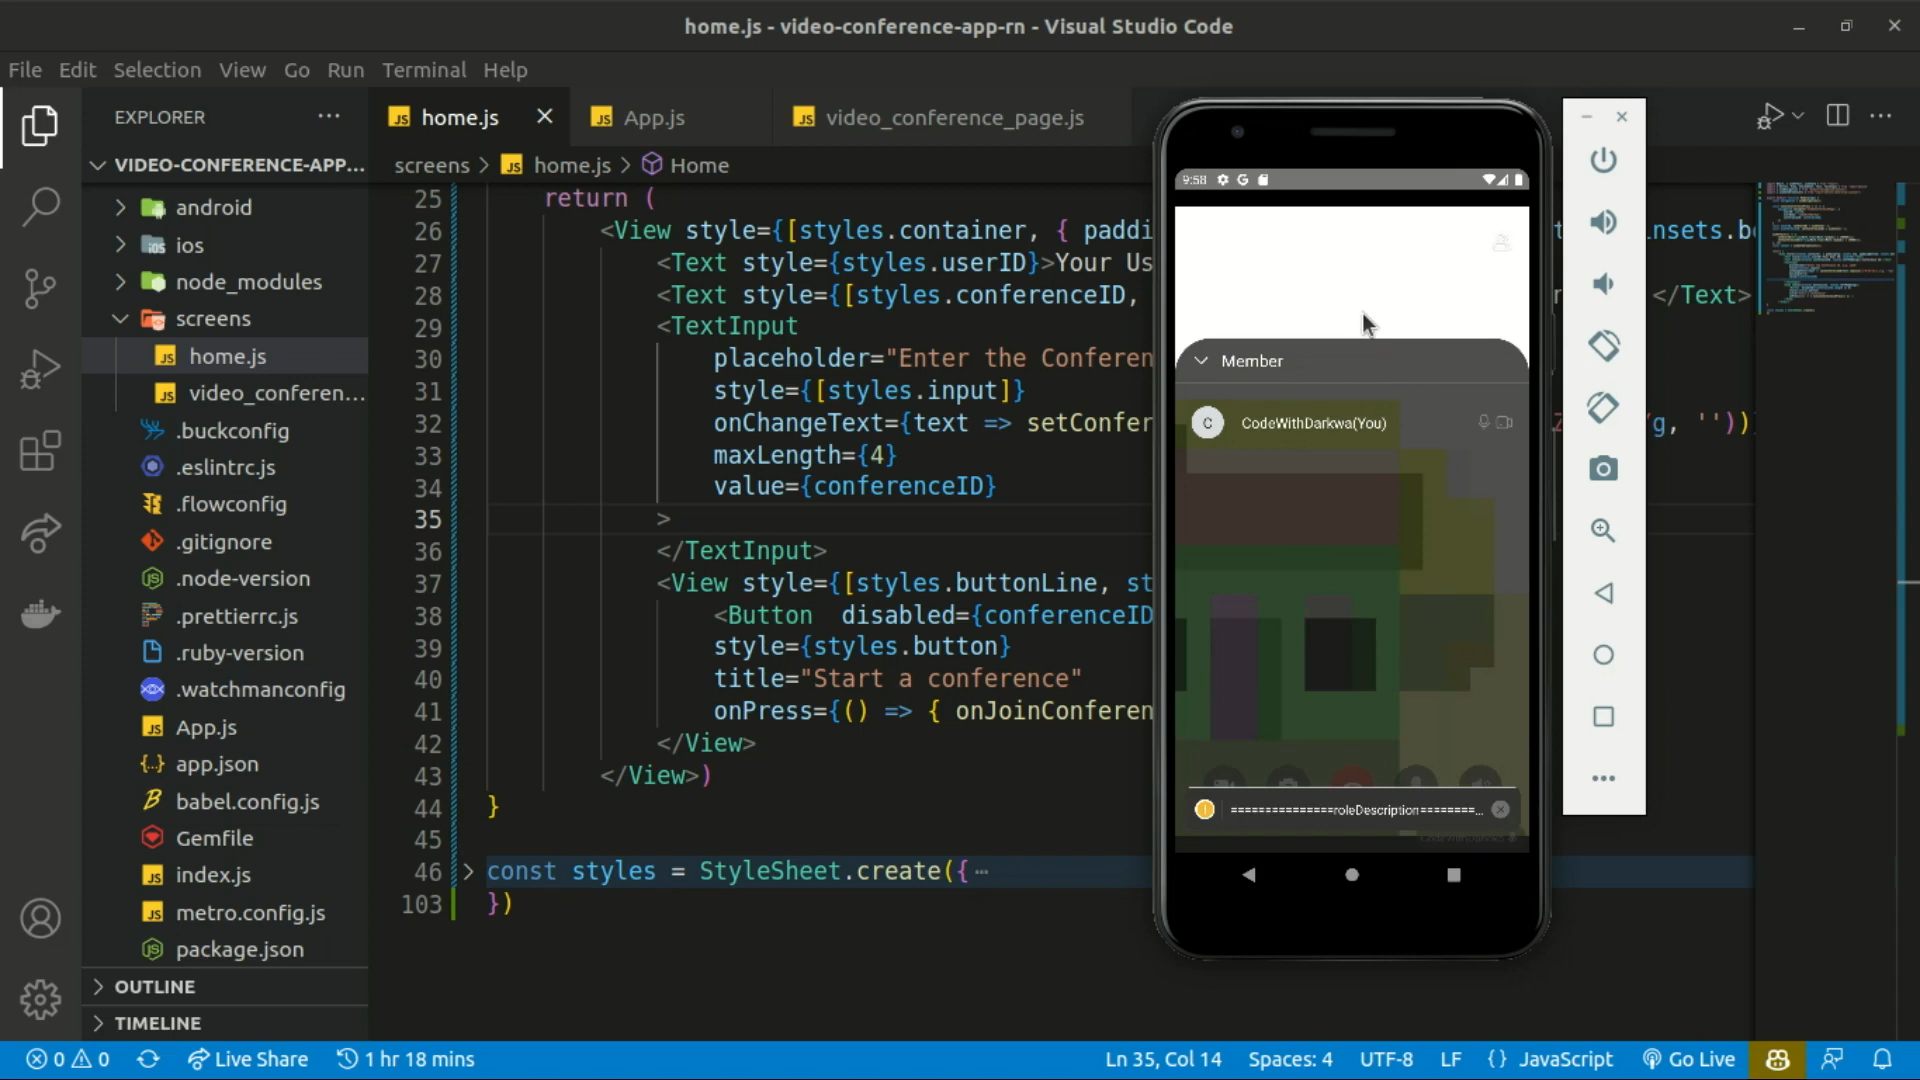 home.js - video-conference-app-rn - Visual Studio Code
File Edit Selection View Go Run Terminal Help
EXPLORER
home.js
App.js
video_conference_page.js
VIDEO-CONFERENCE-APP...
screens > home.js > Home
android
ios
node_modules
screens
home.js
video_conferen...
.buckconfig
.eslintrc.js
.flowconfig
.gitignore
.node-version
.prettierrc.js
.ruby-version
.watchmanconfig
App.js
app.json
babel.config.js
Gemfile
index.js
metro.config.js
package.json
OUTLINE
TIMELINE
25 return (
26 <View style={[styles.container, { paddi nsets.bo
27 <Text style={styles.userID}>Your Us
28 <Text style={[styles.conferenceID, </Text>
29 <TextInput
30 placeholder="Enter the Conferen
31 style={[styles.input]}
32 onChangeText={text => setConfer g, ''))
33 maxLength={4}
34 value={conferenceID}
35 >
36 </TextInput>
37 <View style={[styles.buttonLine, st
38 <Button disabled={conferenceID
39 style={styles.button}
40 title="Start a conference"
41 onPress={() => { onJoinConferen
42 </View>
43 </View>)
44 }
45
46 const styles = StyleSheet.create({ ⋯
103 })
9:58
Member
C CodeWithDarkwa(You)
===============roleDescription========...
0 0 Live Share 1 hr 18 mins
Ln 35, Col 14 Spaces: 4 UTF-8 LF {} JavaScript Go Live